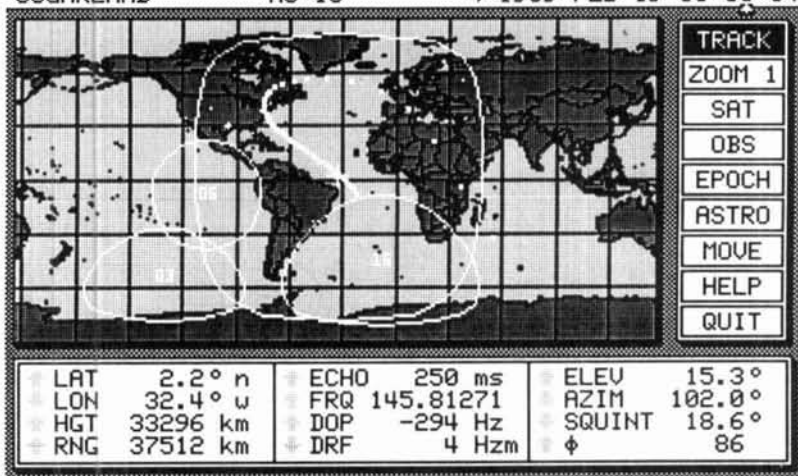 TRACK
ZOOM 1
SAT
OBS
EPOCH
ASTRO
MOVE
HELP
QUIT
LAT 2.2° n
LON 32.4° w
HGT 33296 km
RNG 37512 km
ECHO 250 ms
FRQ 145.81271
DOP -294 Hz
DRF 4 Hzm
ELEV 15.3°
AZIM 102.0°
SQUINT 18.6°
ϕ 86